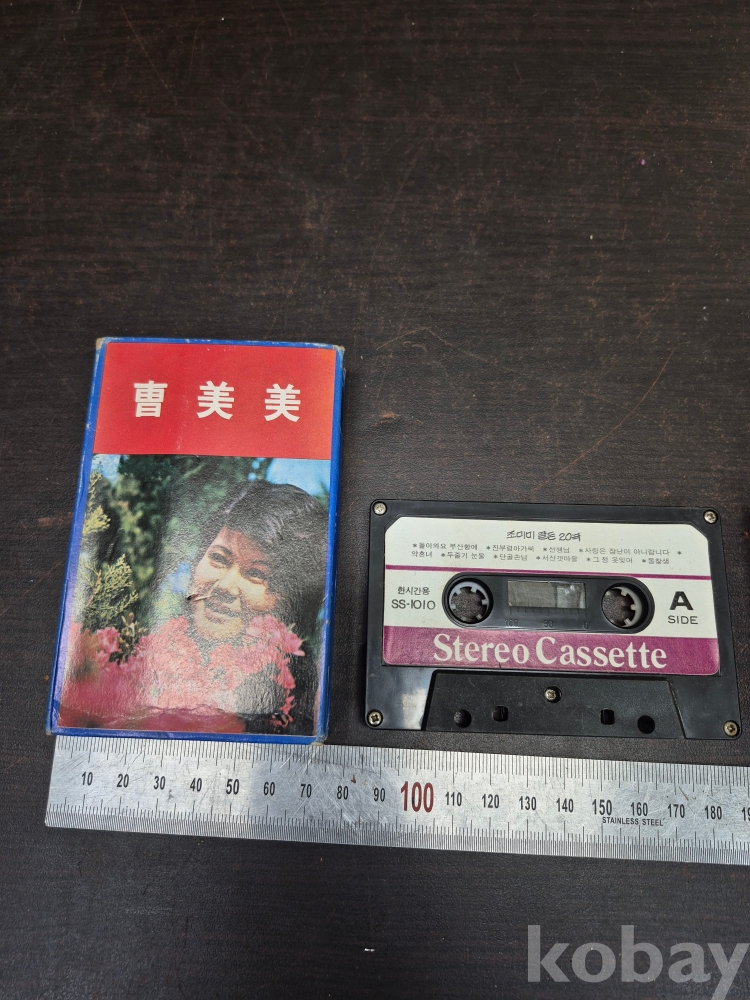 曺美美
조미미 힡트 20곡
*돌아와요 부산항에 *진부렁아가씨 *선생님 *사랑은 장난이 아니랍니다 *
약혼녀 *두줄기 눈물 *단골손님 *서산갯마을 *그 정 못잊어 *동창생
한시간용
SS-1010
A
SIDE
Stereo Cassette
10 20 30 40 50 60 70 80 90 100 110 120 130 140 150 160 170 180
STAINLESS STEEL
kobay